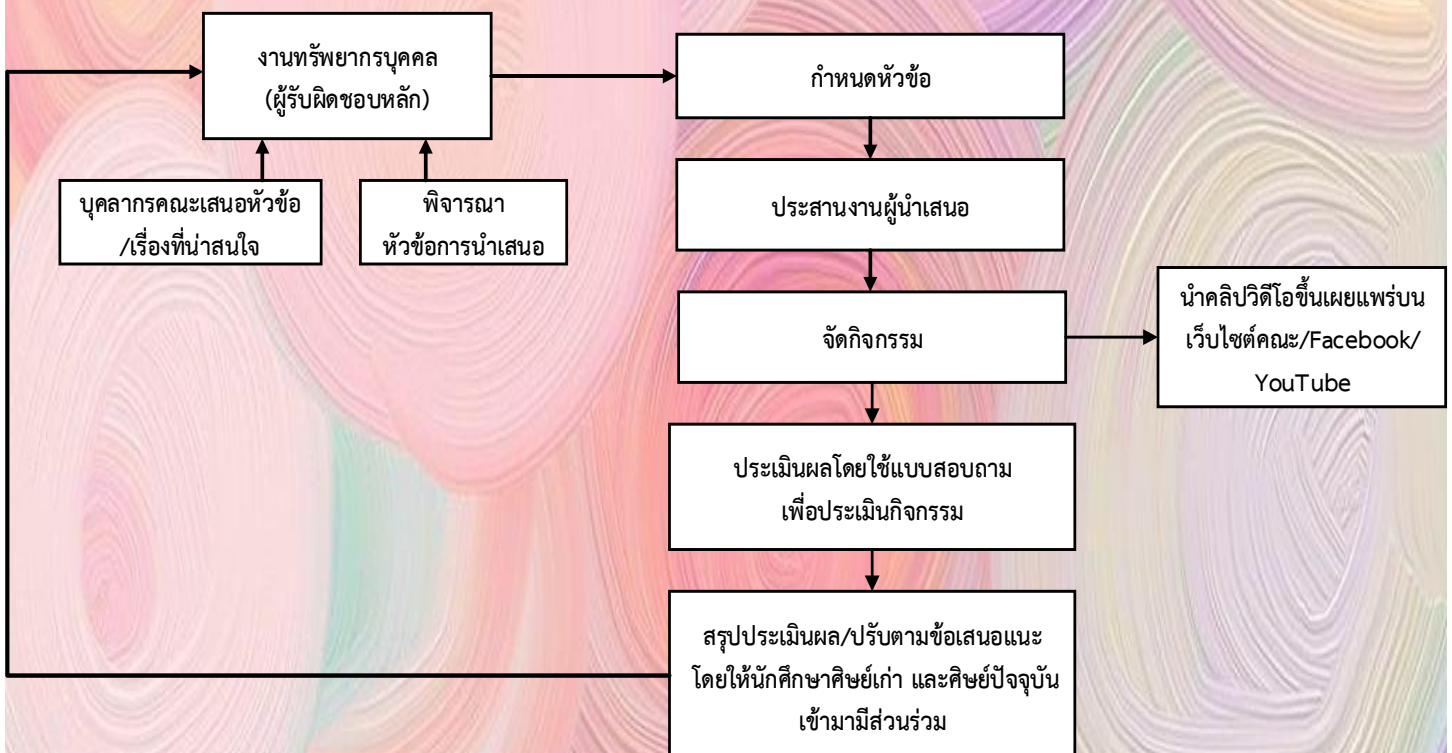 งานทรัพยากรบุคคล
(ผู้รับผิดชอบหลัก)
บุคลากรคณะเสนอหัวข้อ
/เรื่องที่น่าสนใจ
พิจารณา
หัวข้อการนำเสนอ
กำหนดหัวข้อ
ประสานงานผู้นำเสนอ
จัดกิจกรรม
นำคลิปวิดีโอขึ้นเผยแพร่บน
เว็บไซต์คณะ/Facebook/
YouTube
ประเมินผลโดยใช้แบบสอบถาม
เพื่อประเมินกิจกรรม
สรุปประเมินผล/ปรับตามข้อเสนอแนะ
โดยให้นักศึกษาศิษย์เก่า และศิษย์ปัจจุบัน
เข้ามามีส่วนร่วม